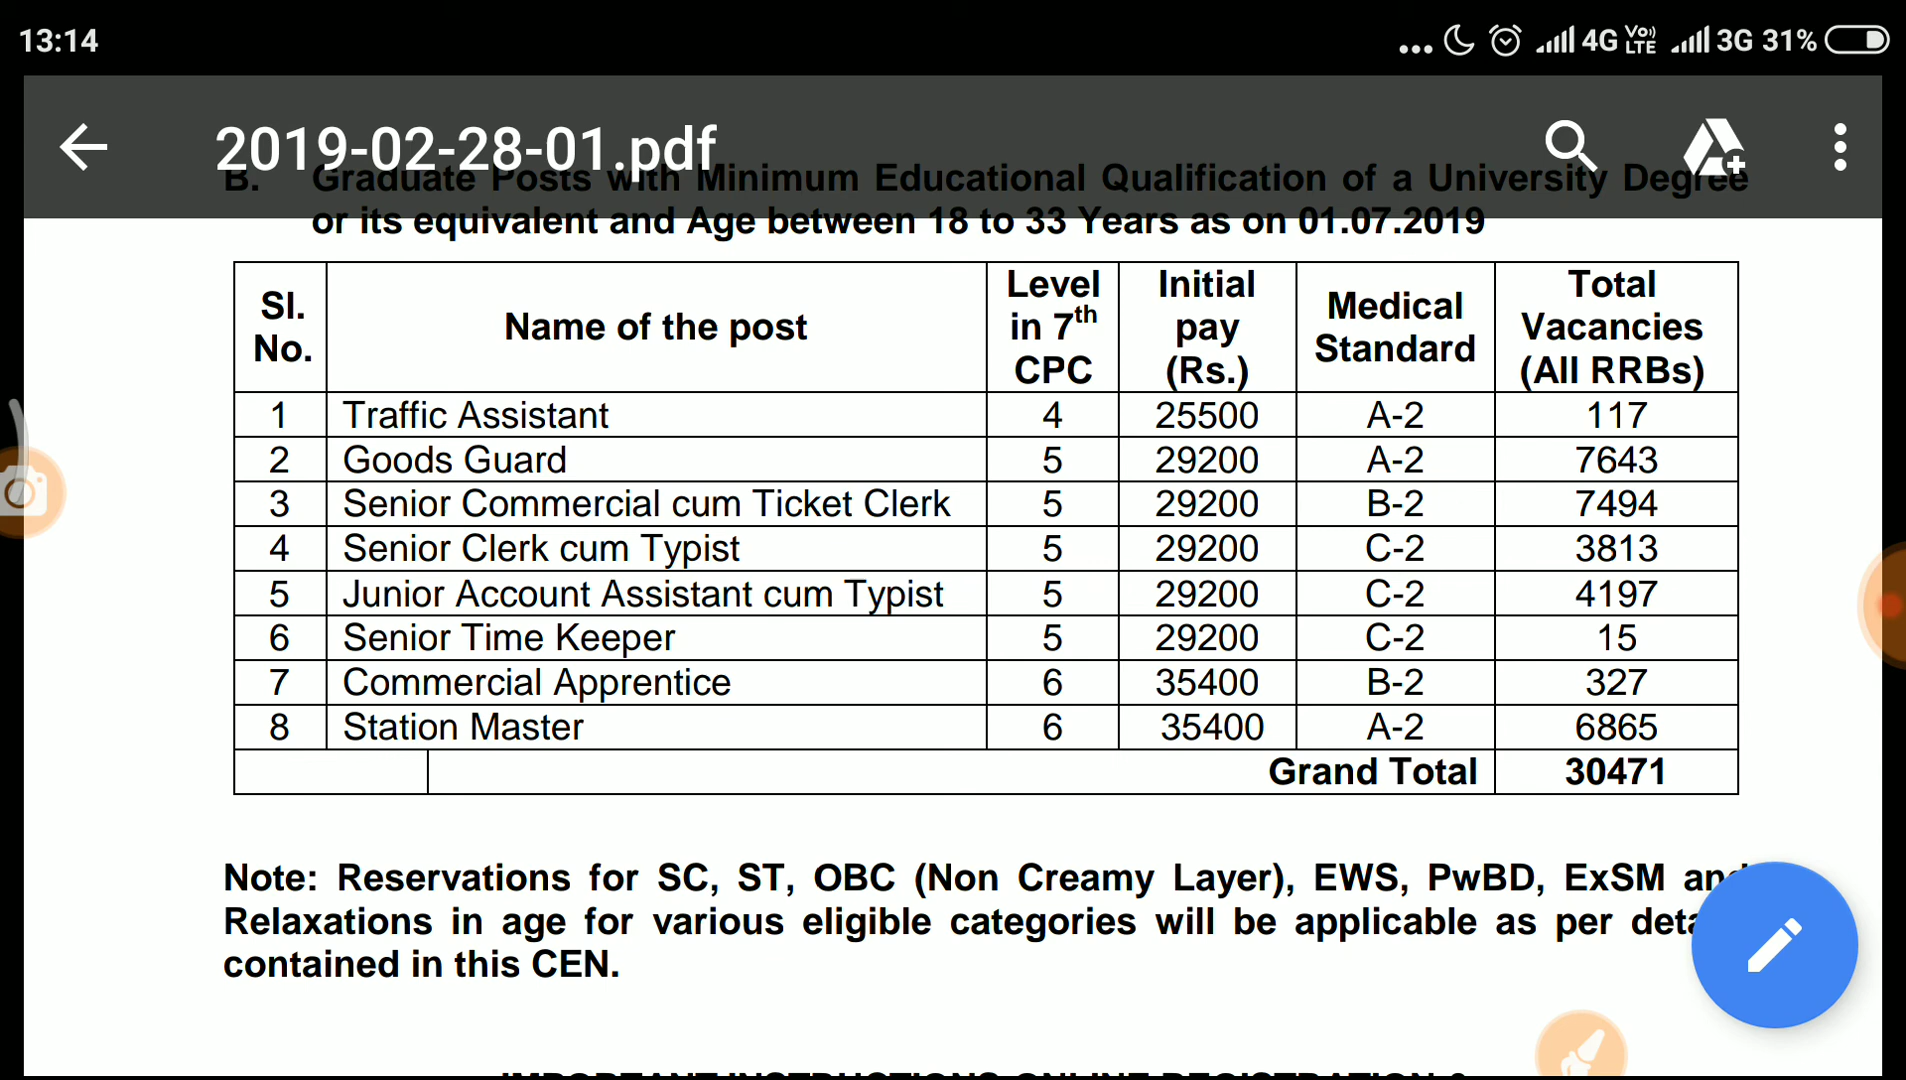 13:14
4G VoLTE 3G 31%
2019-02-28-01.pdf
B. Graduate Posts with Minimum Educational Qualification of a University Degree
or its equivalent and Age between 18 to 33 Years as on 01.07.2019
Sl. No. Name of the post Level in 7th CPC Initial pay (Rs.) Medical Standard Total Vacancies (All RRBs)
1 Traffic Assistant 4 25500 A-2 117
2 Goods Guard 5 29200 A-2 7643
3 Senior Commercial cum Ticket Clerk 5 29200 B-2 7494
4 Senior Clerk cum Typist 5 29200 C-2 3813
5 Junior Account Assistant cum Typist 5 29200 C-2 4197
6 Senior Time Keeper 5 29200 C-2 15
7 Commercial Apprentice 6 35400 B-2 327
8 Station Master 6 35400 A-2 6865
Grand Total 30471
Note: Reservations for SC, ST, OBC (Non Creamy Layer), EWS, PwBD, ExSM and
Relaxations in age for various eligible categories will be applicable as per
contained in this CEN.
IMPORTANT INSTRUCTIONS ONLINE REGISTRATION